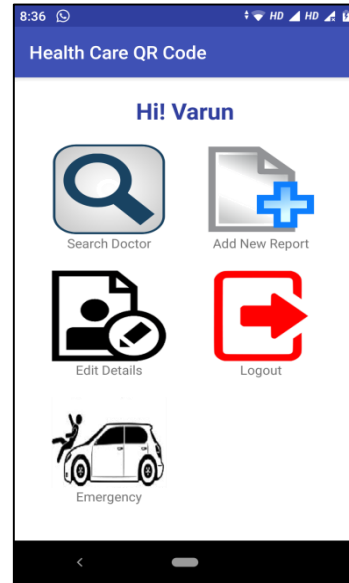 8:36 HD HD
Health Care QR Code
Hi! Varun
Search Doctor Add New Report
Edit Details Logout
Emergency